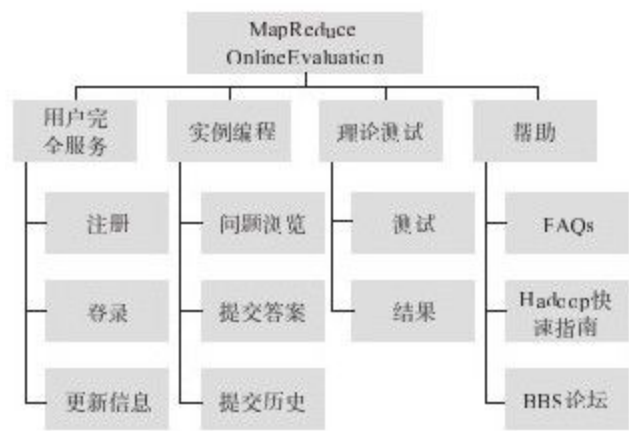 MapReduce
OnlineEvaluation
用户完
全服务
实例编程
理论测试
帮助
注册
问题浏览
测试
FAQs
登录
提交答案
结果
Hadoop快
速指南
更新信息
提交历史
BBS论坛